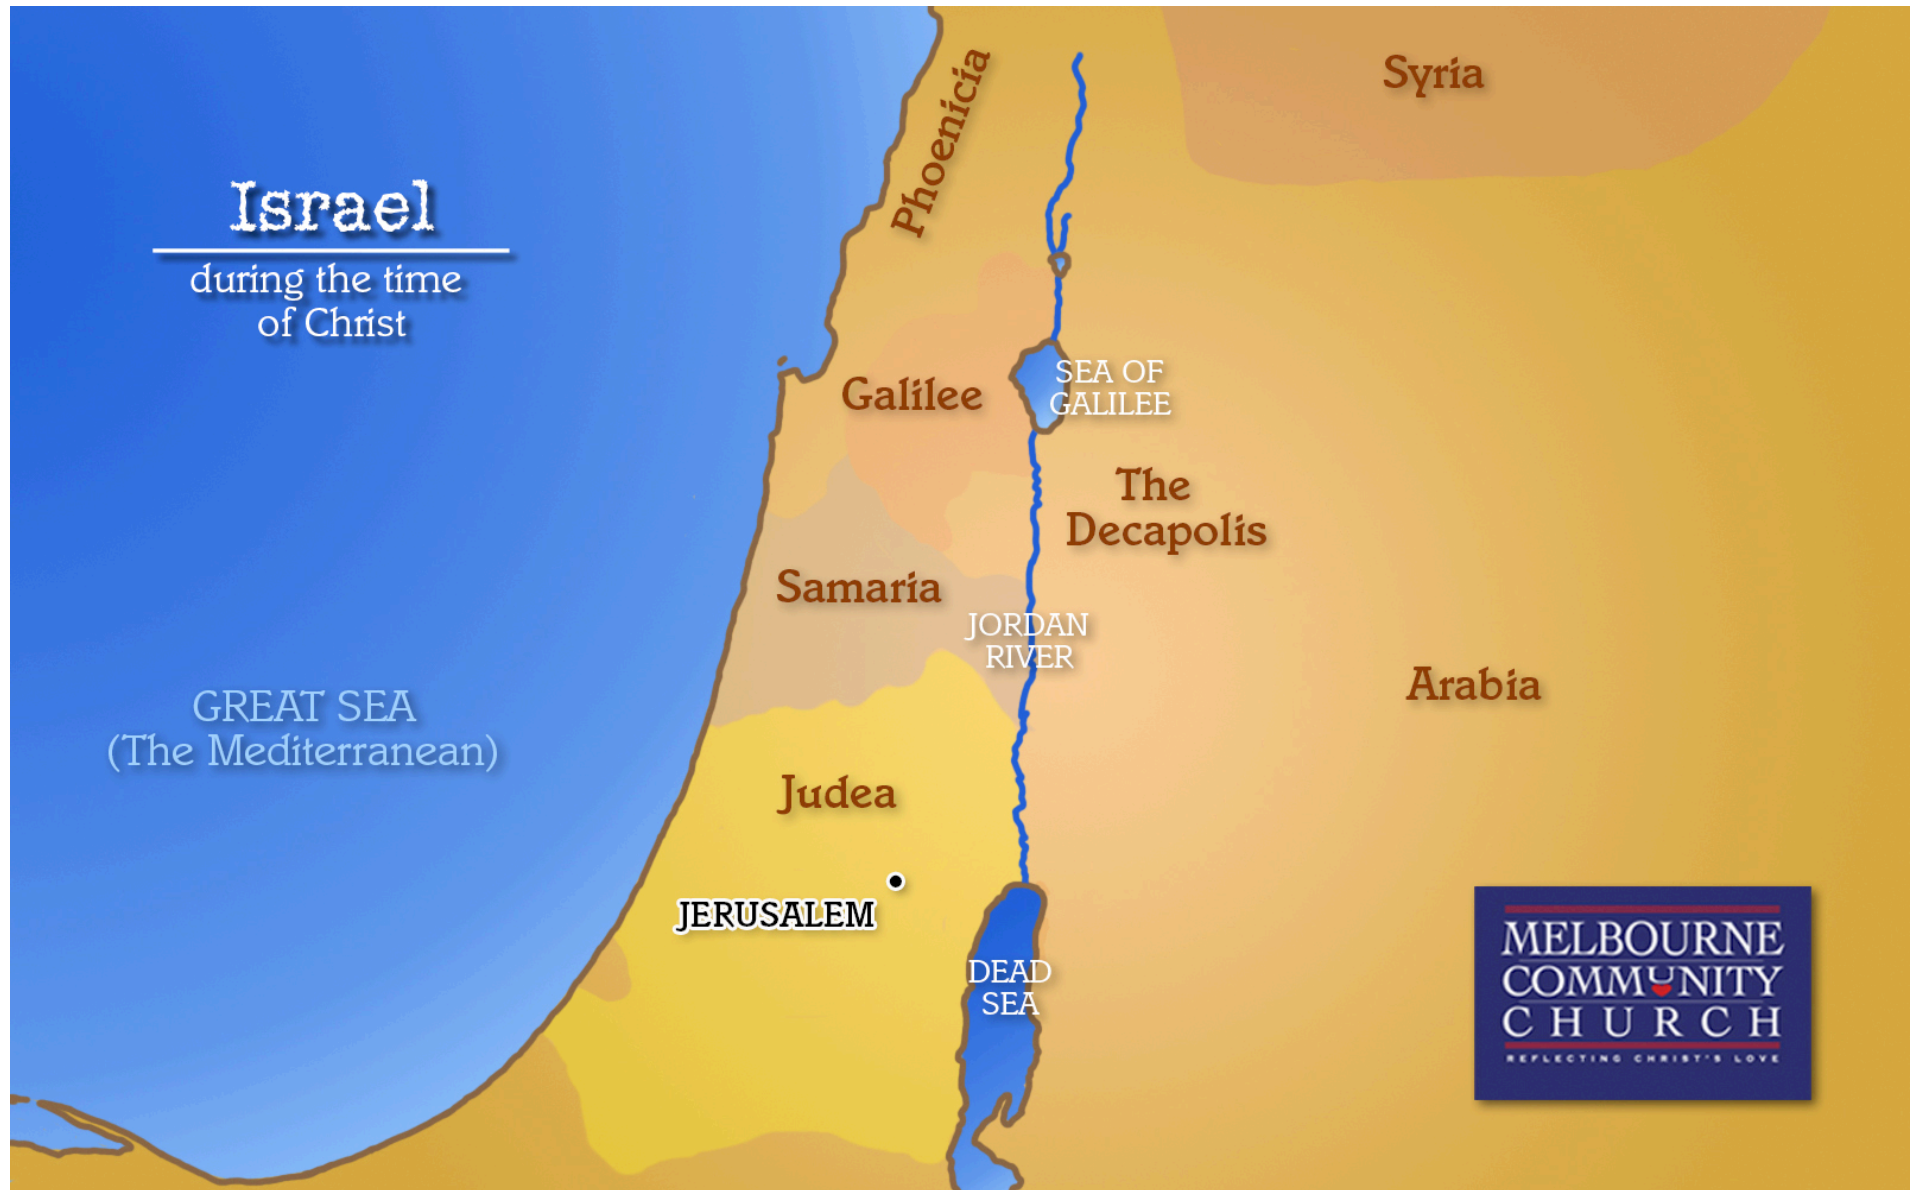 Israel
during the time
of Christ
Phoenicia
Syria
Galilee
SEA OF
GALILEE
The
Decapolis
Samaria
JORDAN
RIVER
Arabia
GREAT SEA
(The Mediterranean)
Judea
JERUSALEM
DEAD
SEA
MELBOURNE
COMMUNITY
CHURCH
REFLECTING CHRIST'S LOVE